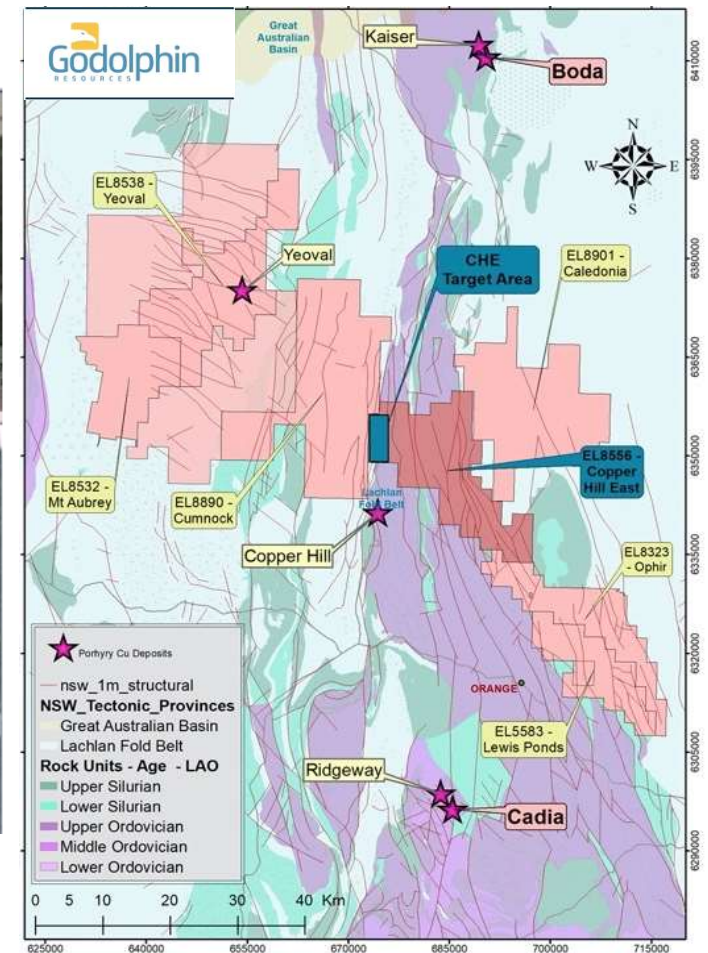 Godolphin
RESOURCES
Great
Australian
Basin
Kaiser
Boda
N
W
E
S
EL8538 -
Yeoval
Yeoval
CHE
Target Area
EL8901 -
Caledonia
EL8532 -
Mt Aubrey
EL8890 -
Cumnock
Lachlan
Fold Belt
EL8556 -
Copper
Hill East
Copper Hill
EL8323
- Ophir
ORANGE
EL5583 -
Lewis Ponds
Ridgeway
Cadia
Porhyry Cu Deposits
nsw_1m_structural
NSW_Tectonic_Provinces
Great Australian Basin
Lachlan Fold Belt
Rock Units - Age - LAO
Upper Silurian
Lower Silurian
Upper Ordovician
Middle Ordovician
Lower Ordovician
0 5 10 20 30 40 Km
6410000
6395000
6380000
6365000
6350000
6335000
6320000
6305000
6290000
625000 640000 655000 670000 685000 700000 715000